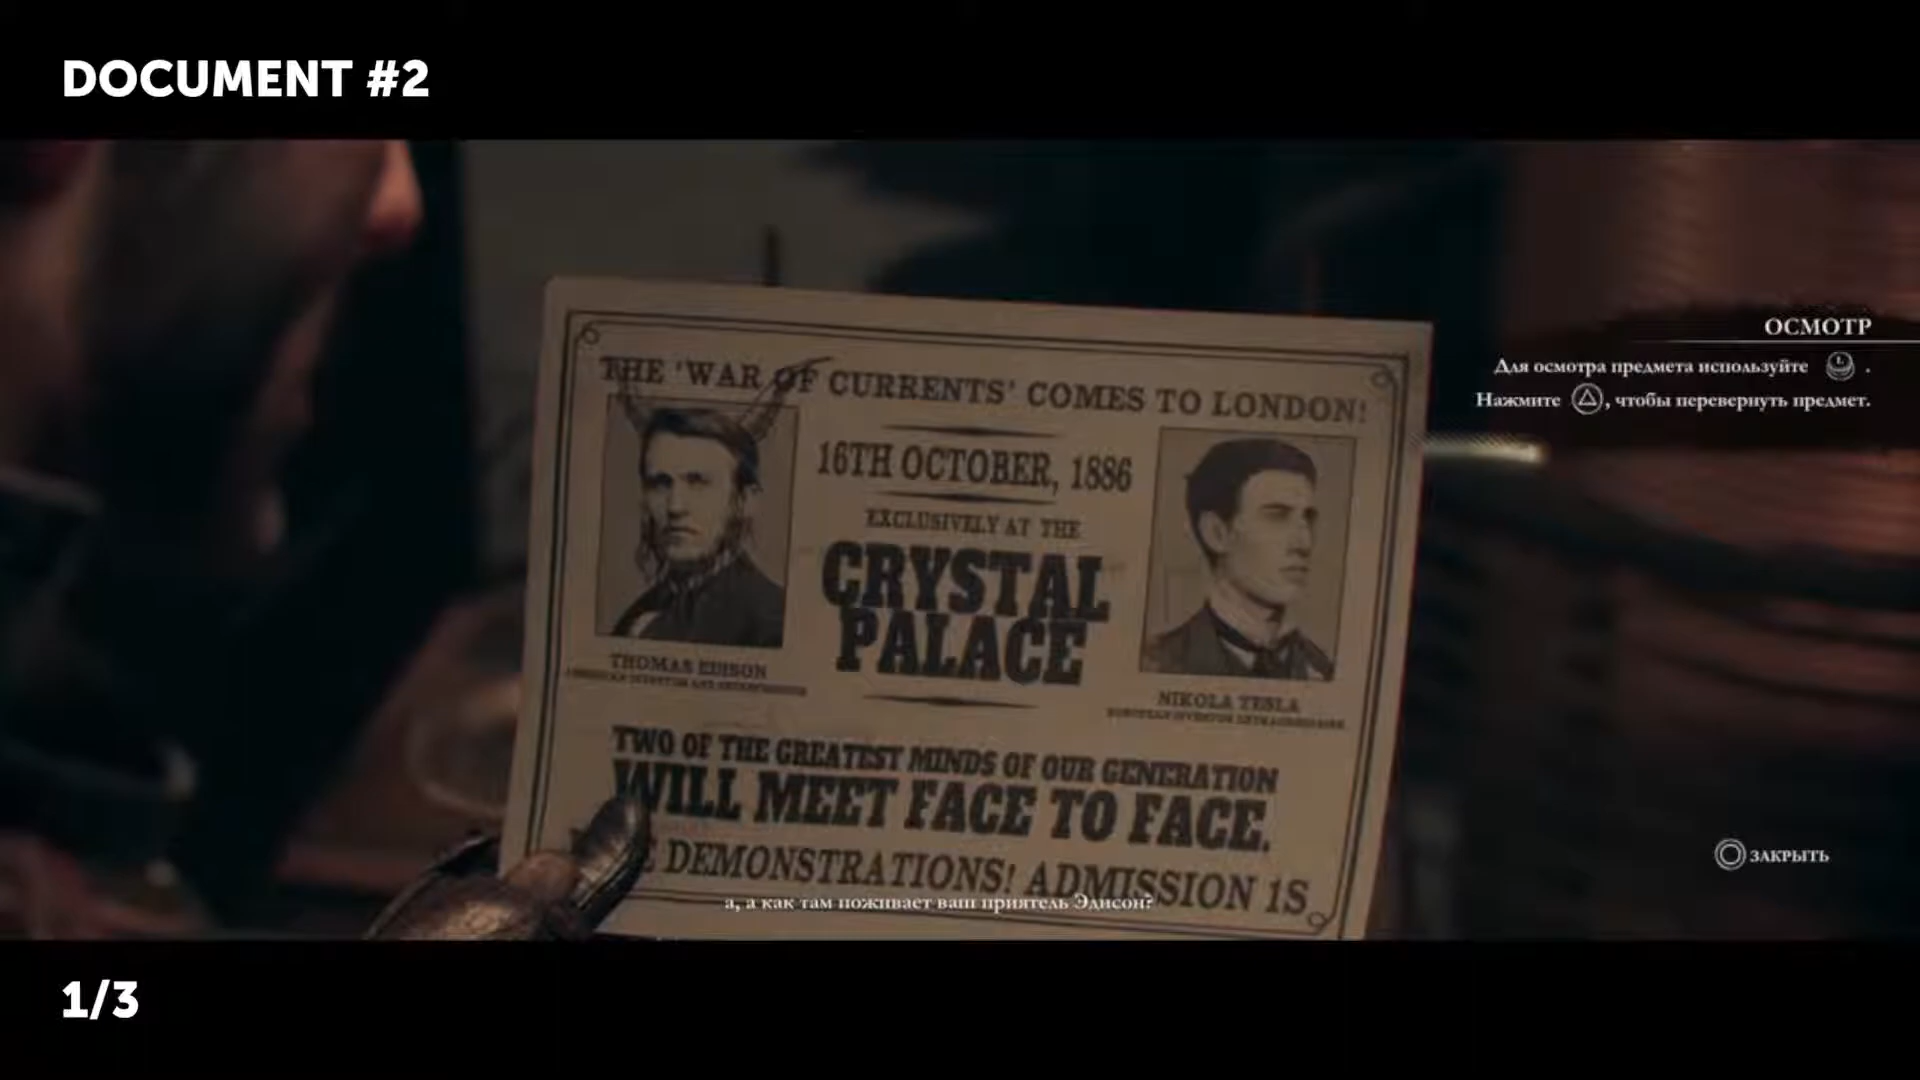 DOCUMENT #2
ОСМОТР
Для осмотра предмета используйте L.
Нажмите △, чтобы перевернуть предмет.
THE 'WAR OF CURRENTS' COMES TO LONDON!
16TH OCTOBER, 1886
EXCLUSIVELY AT THE
CRYSTAL
PALACE
THOMAS EDISON
NIKOLA TESLA
TWO OF THE GREATEST MINDS OF OUR GENERATION
WILL MEET FACE TO FACE.
DEMONSTRATIONS! ADMISSION 1S
а, а как там поживает ваш приятель Эдисон?
ЗАКРЫТЬ
1/3